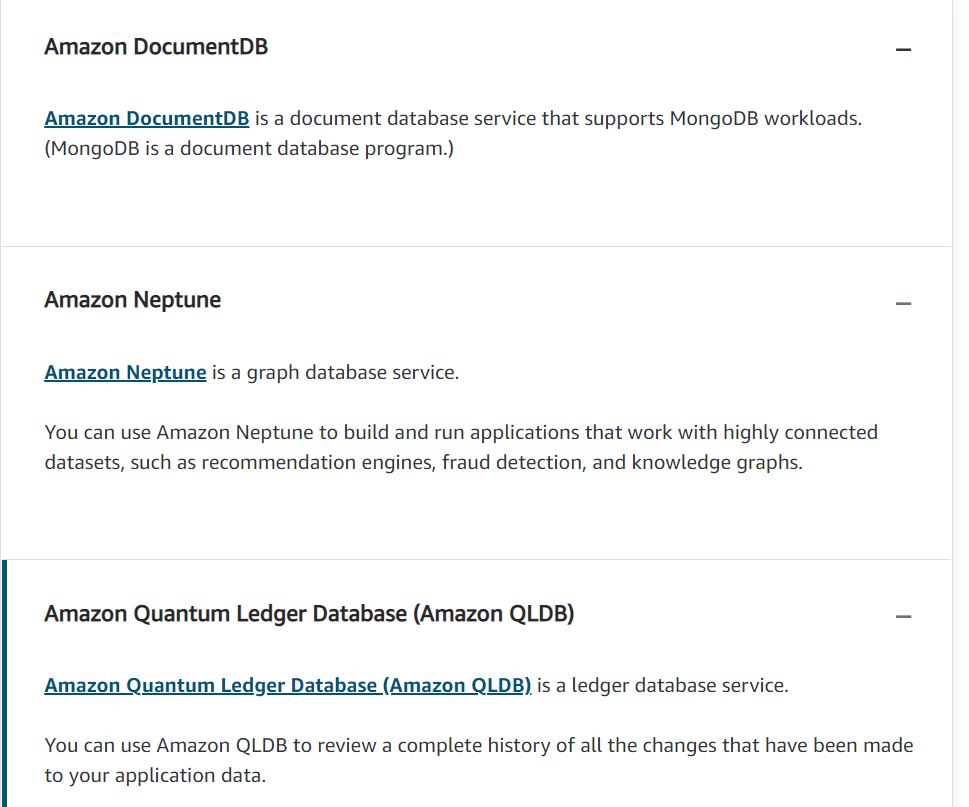 Amazon DocumentDB
Amazon DocumentDB is a document database service that supports MongoDB workloads.
(MongoDB is a document database program.)
Amazon Neptune
Amazon Neptune is a graph database service.
You can use Amazon Neptune to build and run applications that work with highly connected
datasets, such as recommendation engines, fraud detection, and knowledge graphs.
Amazon Quantum Ledger Database (Amazon QLDB)
Amazon Quantum Ledger Database (Amazon QLDB) is a ledger database service.
You can use Amazon QLDB to review a complete history of all the changes that have been made
to your application data.